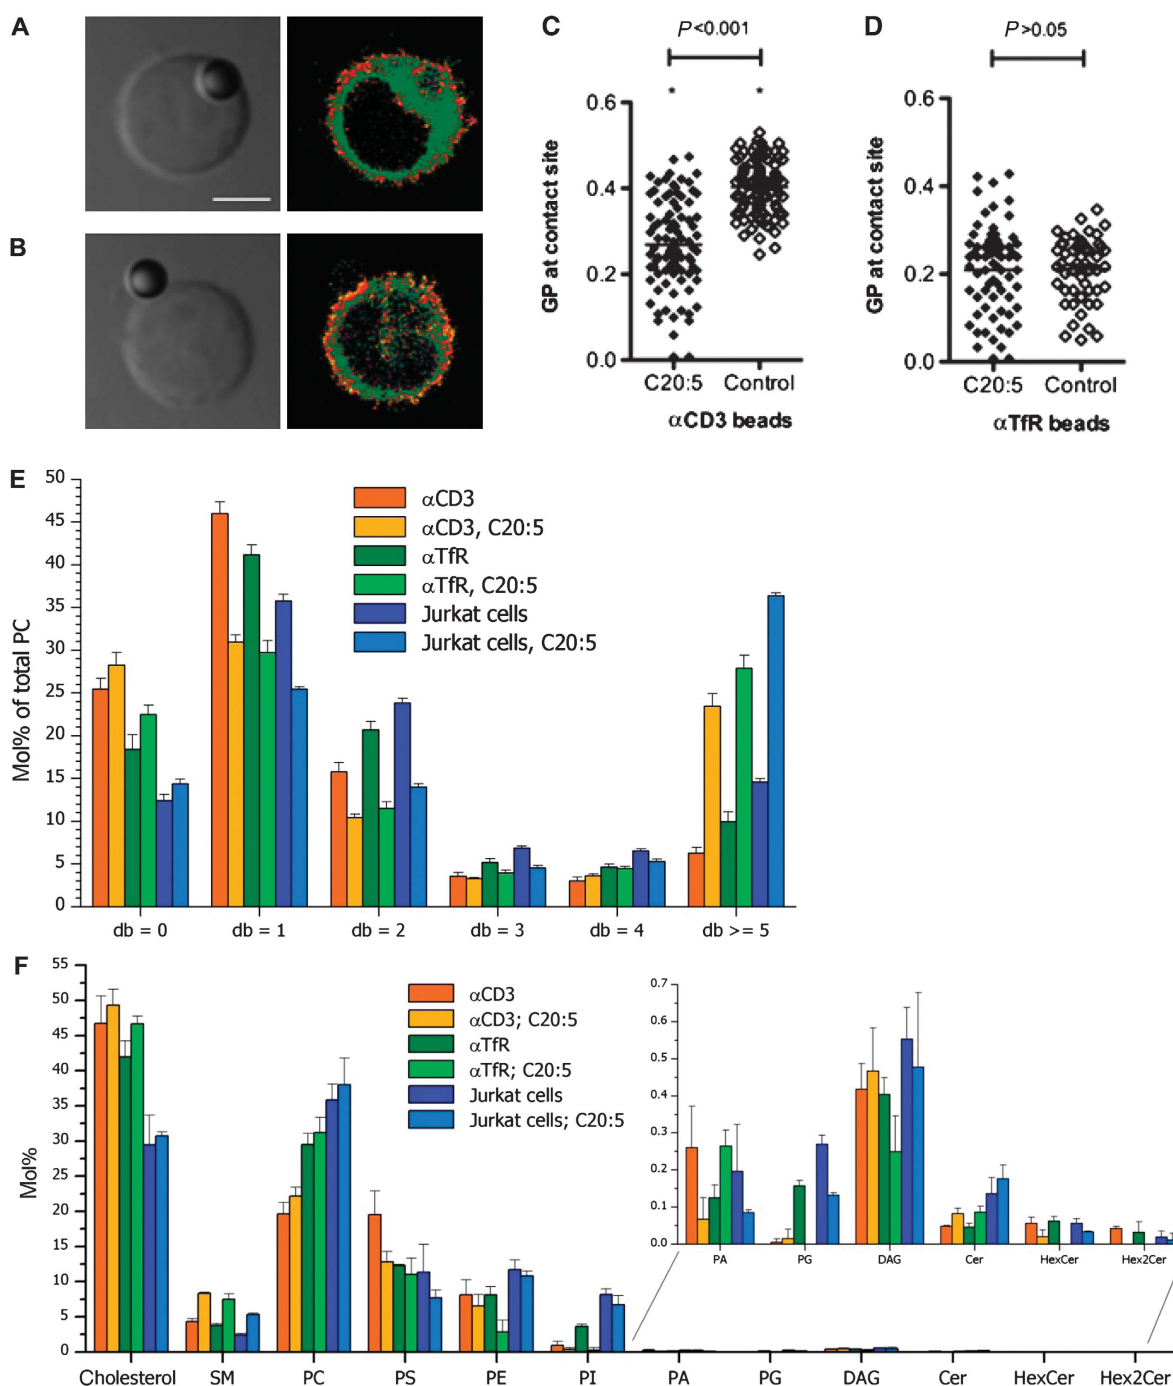 A
B
C
P<0.001
* *
GP at contact site
0.6
0.4
0.2
0.0
C20:5 Control
αCD3 beads
D
P>0.05
GP at contact site
0.6
0.4
0.2
0.0
C20:5 Control
αTfR beads
E
Mol% of total PC
50
45
40
35
30
25
20
15
10
5
0
αCD3
αCD3, C20:5
αTfR
αTfR, C20:5
Jurkat cells
Jurkat cells, C20:5
db = 0 db = 1 db = 2 db = 3 db = 4 db >= 5
F
Mol%
55
50
45
40
35
30
25
20
15
10
5
0
αCD3
αCD3; C20:5
αTfR
αTfR; C20:5
Jurkat cells
Jurkat cells; C20:5
0.7
0.6
0.5
0.4
0.3
0.2
0.1
0.0
PA PG DAG Cer HexCer Hex2Cer
Cholesterol SM PC PS PE PI PA PG DAG Cer HexCer Hex2Cer